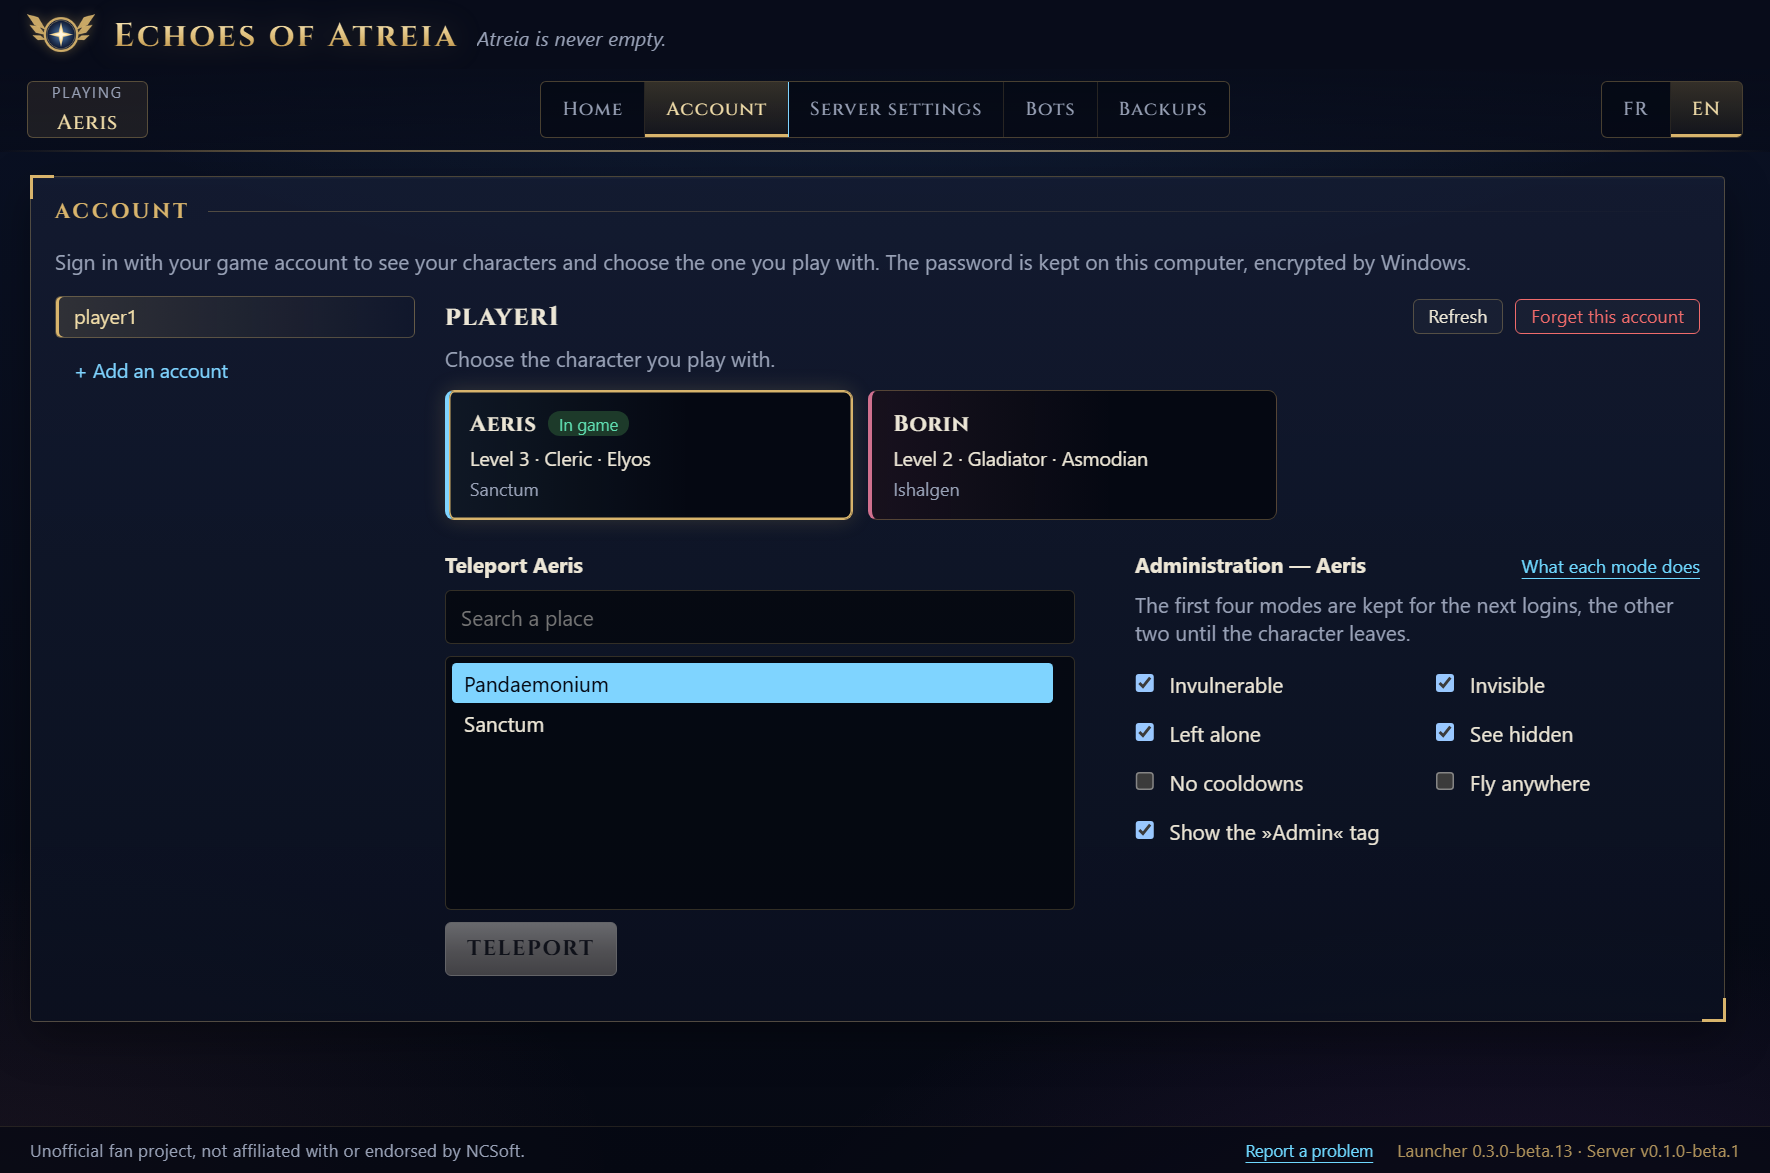 Echoes of Atreia
Atreia is never empty.
PLAYING
Aeris
Home
Account
Server settings
Bots
Backups
FR
EN
ACCOUNT
Sign in with your game account to see your characters and choose the one you play with. The password is kept on this computer, encrypted by Windows.
player1
+ Add an account
PLAYER1
Refresh
Forget this account
Choose the character you play with.
Aeris
In game
Level 3 · Cleric · Elyos
Sanctum
Borin
Level 2 · Gladiator · Asmodian
Ishalgen
Teleport Aeris
Search a place
Pandaemonium
Sanctum
TELEPORT
Administration — Aeris
What each mode does
The first four modes are kept for the next logins, the other
two until the character leaves.
Invulnerable
Invisible
Left alone
See hidden
No cooldowns
Fly anywhere
Show the »Admin« tag
Unofficial fan project, not affiliated with or endorsed by NCSoft.
Report a problem
Launcher 0.3.0-beta.13 · Server v0.1.0-beta.1